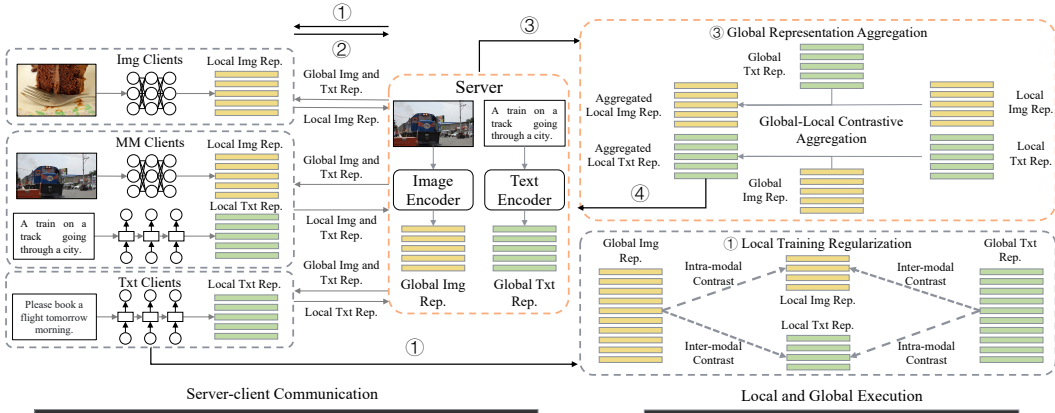 ①
②
③
Img Clients
Local Img Rep.
MM Clients
Local Img Rep.
Local Txt Rep.
A train on a
track going
through a city.
Txt Clients
Local Txt Rep.
Please book a
flight tomorrow
morning.
Global Img and
Txt Rep.
Local Img Rep.
Global Img and
Txt Rep.
Local Img and
Txt Rep.
Global Img and
Txt Rep.
Local Txt Rep.
Server
A train on a
track going
through a city.
Image
Encoder
Text
Encoder
Global Img
Rep.
Global Txt
Rep.
①
④
③ Global Representation Aggregation
Global
Txt Rep.
Aggregated
Local Img Rep.
Local
Img Rep.
Global-Local Contrastive
Aggregation
Aggregated
Local Txt Rep.
Local
Txt Rep.
Global
Img Rep.
① Local Training Regularization
Global Img
Rep.
Global Txt
Rep.
Intra-modal
Contrast
Inter-modal
Contrast
Local Img Rep.
Local Txt Rep.
Inter-modal
Contrast
Intra-modal
Contrast
Server-client Communication
Local and Global Execution